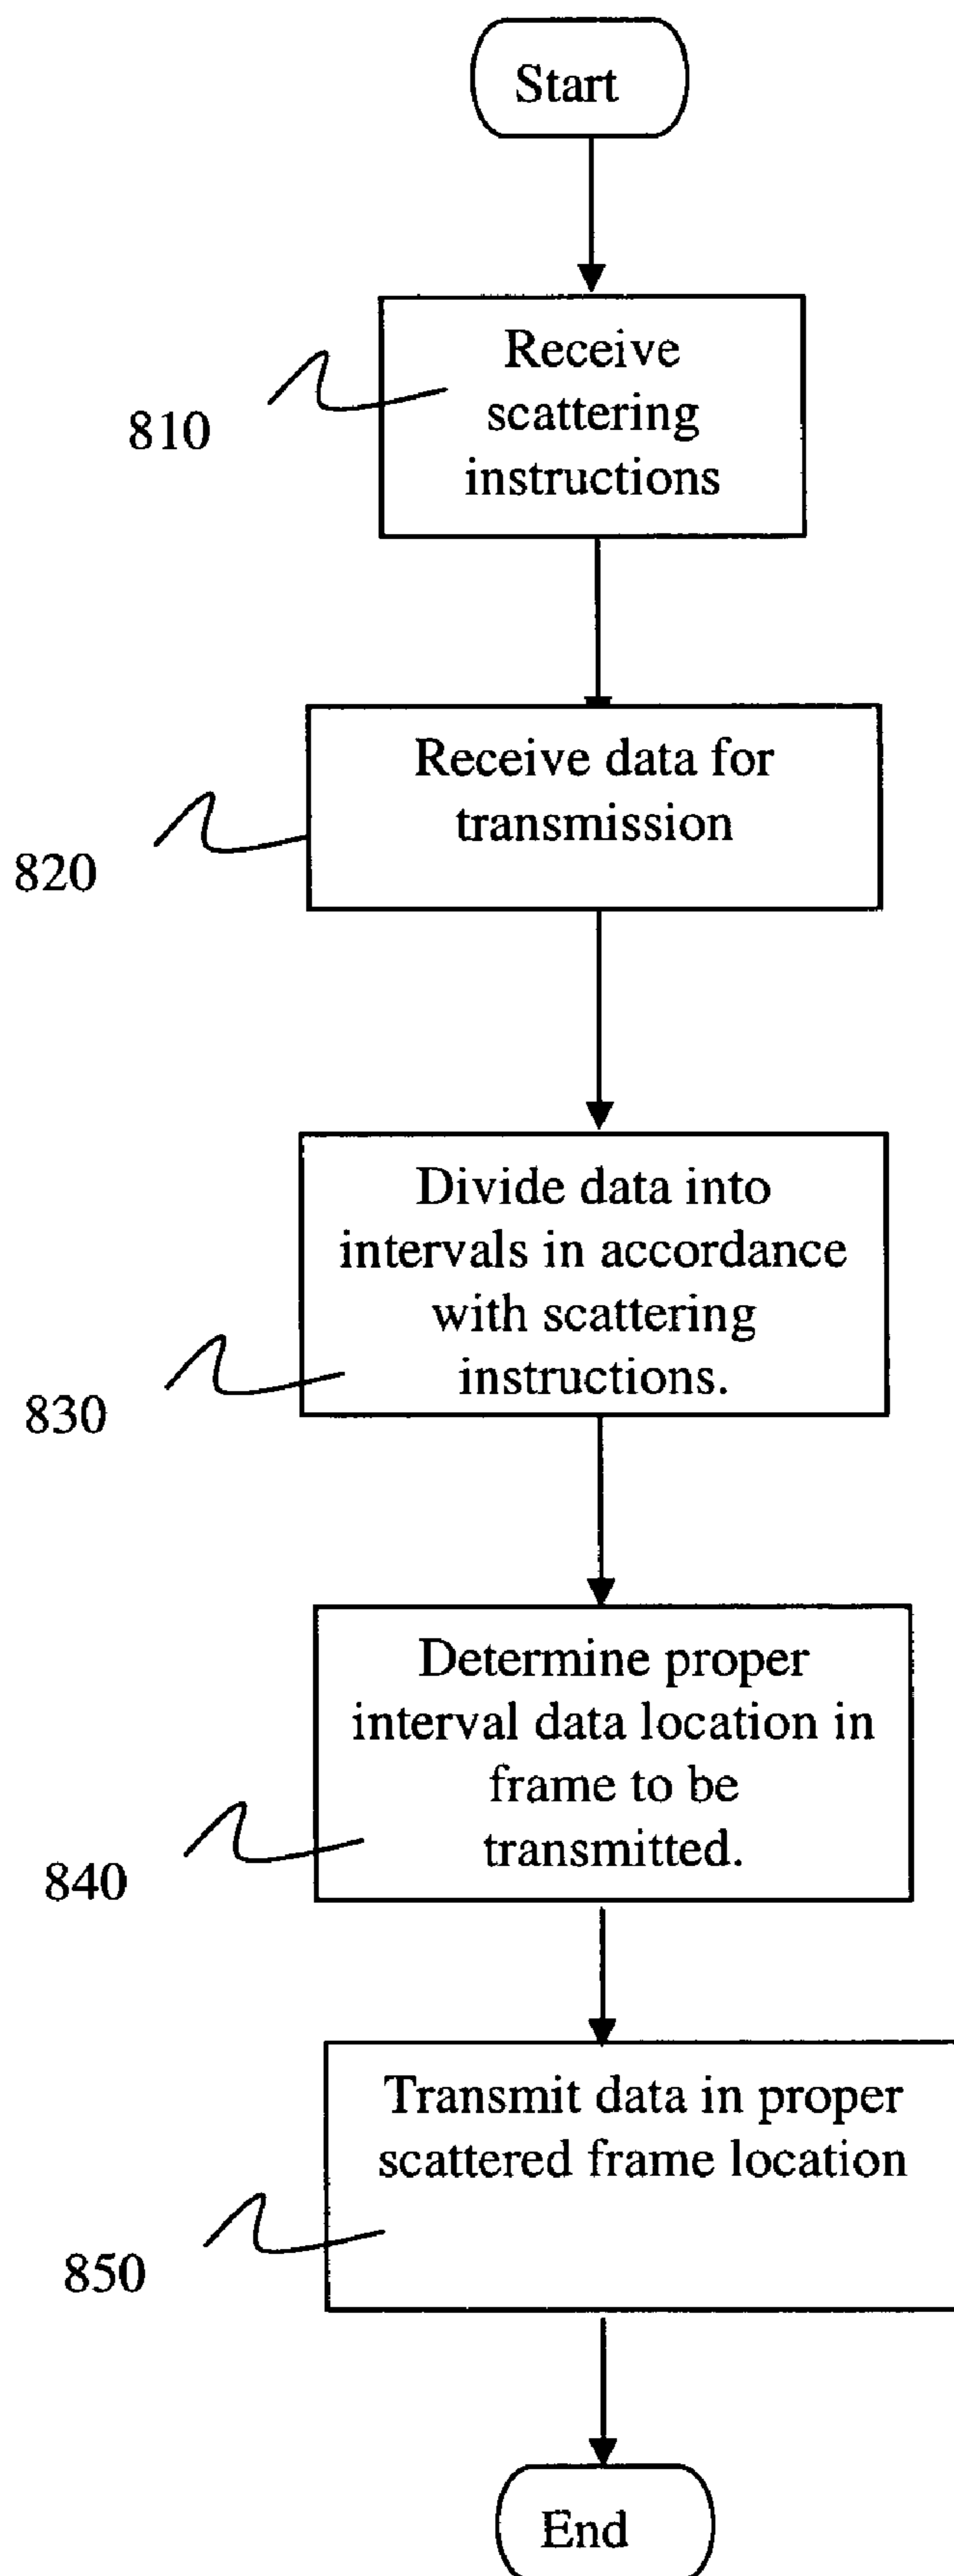 Start
Receive
scattering
instructions
810
Receive data for
transmission
820
Divide data into
intervals in accordance
with scattering
instructions.
830
Determine proper
interval data location in
frame to be
transmitted.
840
Transmit data in proper
scattered frame location
850
End